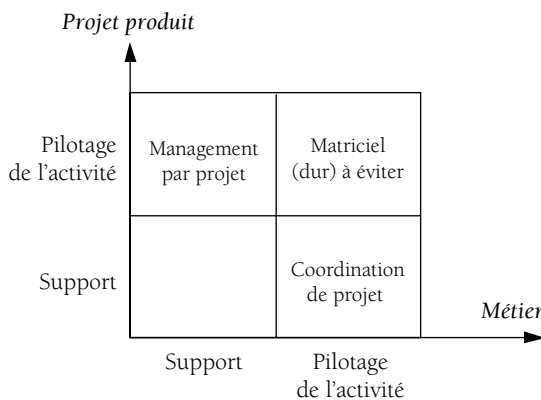 Projet produit
Pilotage
de l'activité
Management
par projet
Matriciel
(dur) à éviter
Support
Coordination
de projet
Métier
Support
Pilotage
de l'activité